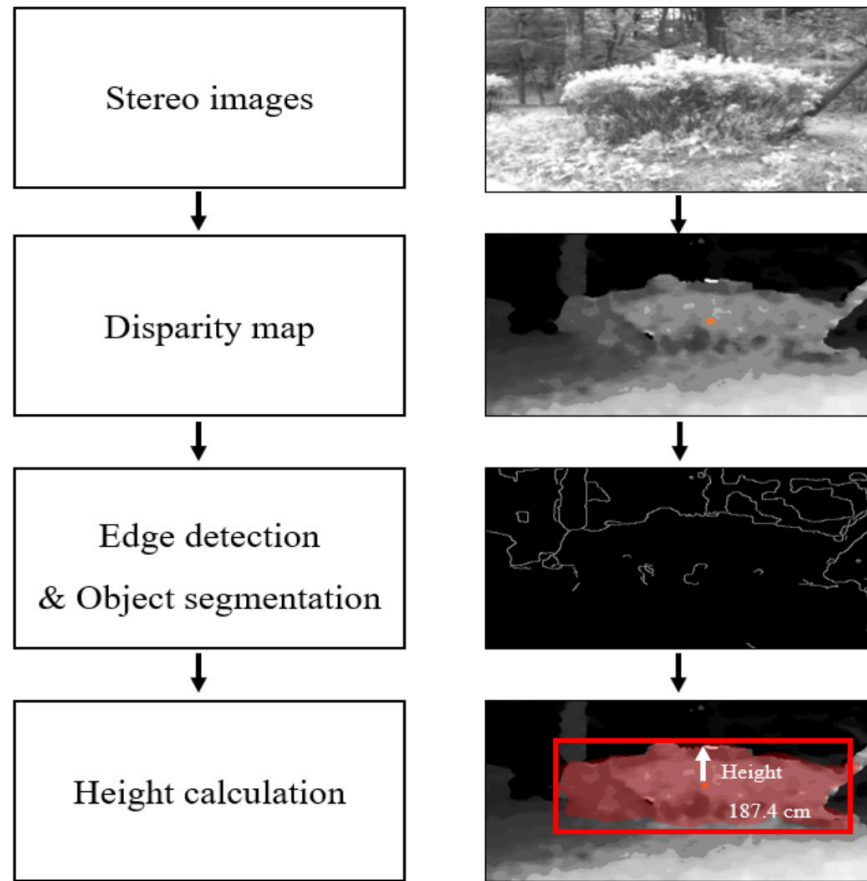 Stereo images
Disparity map
Edge detection
& Object segmentation
Height calculation
Height
187.4 cm